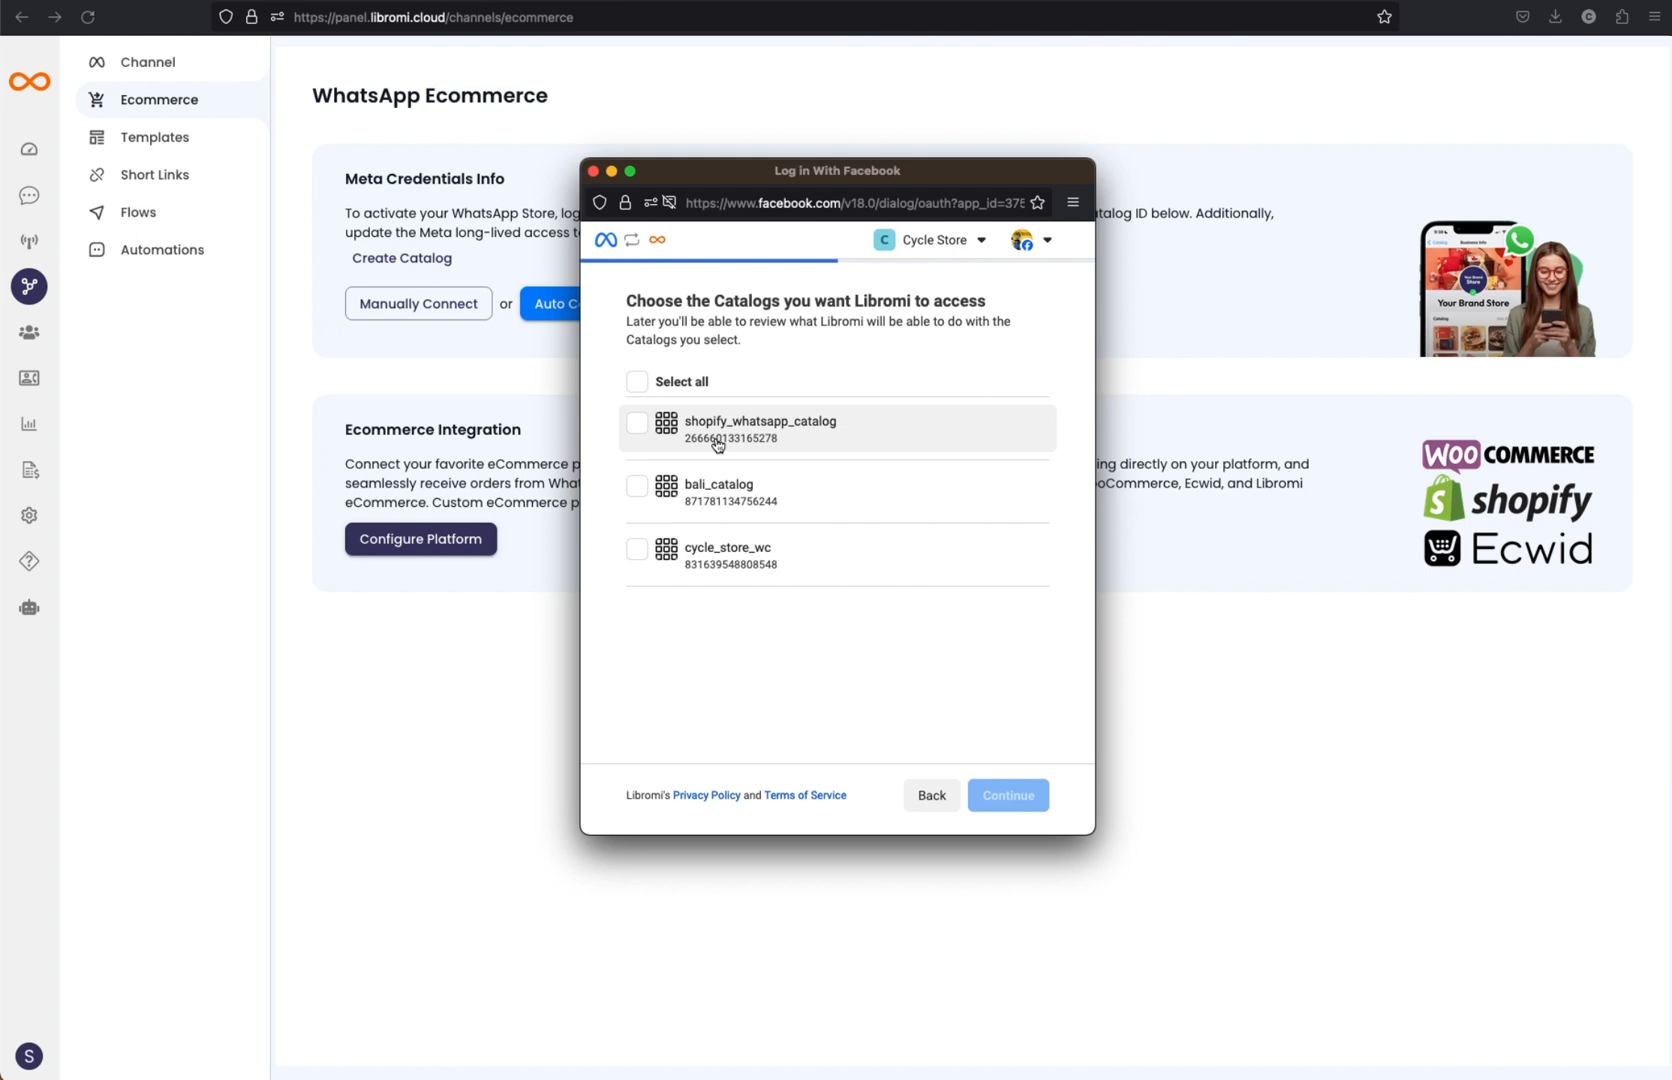 https://panel.libromi.cloud/channels/ecommerce
Channel
Ecommerce
Templates
Short Links
Flows
Automations
S
WhatsApp Ecommerce
Meta Credentials Info
To activate your WhatsApp Store, log
update the Meta long-lived access t
Create Catalog
Manually Connect or Auto C
talog ID below. Additionally,
Your Brand Store
Ecommerce Integration
Connect your favorite eCommerce p
seamlessly receive orders from What
eCommerce. Custom eCommerce p
ing directly on your platform, and
oCommerce, Ecwid, and Libromi
Configure Platform
WOO COMMERCE
shopify
Ecwid
Log in With Facebook
https://www.facebook.com/v18.0/dialog/oauth?app_id=375
C Cycle Store
Choose the Catalogs you want Libromi to access
Later you'll be able to review what Libromi will be able to do with the
Catalogs you select.
Select all
shopify_whatsapp_catalog
266660133165278
bali_catalog
871781134756244
cycle_store_wc
831639548808548
Libromi's Privacy Policy and Terms of Service
Back
Continue